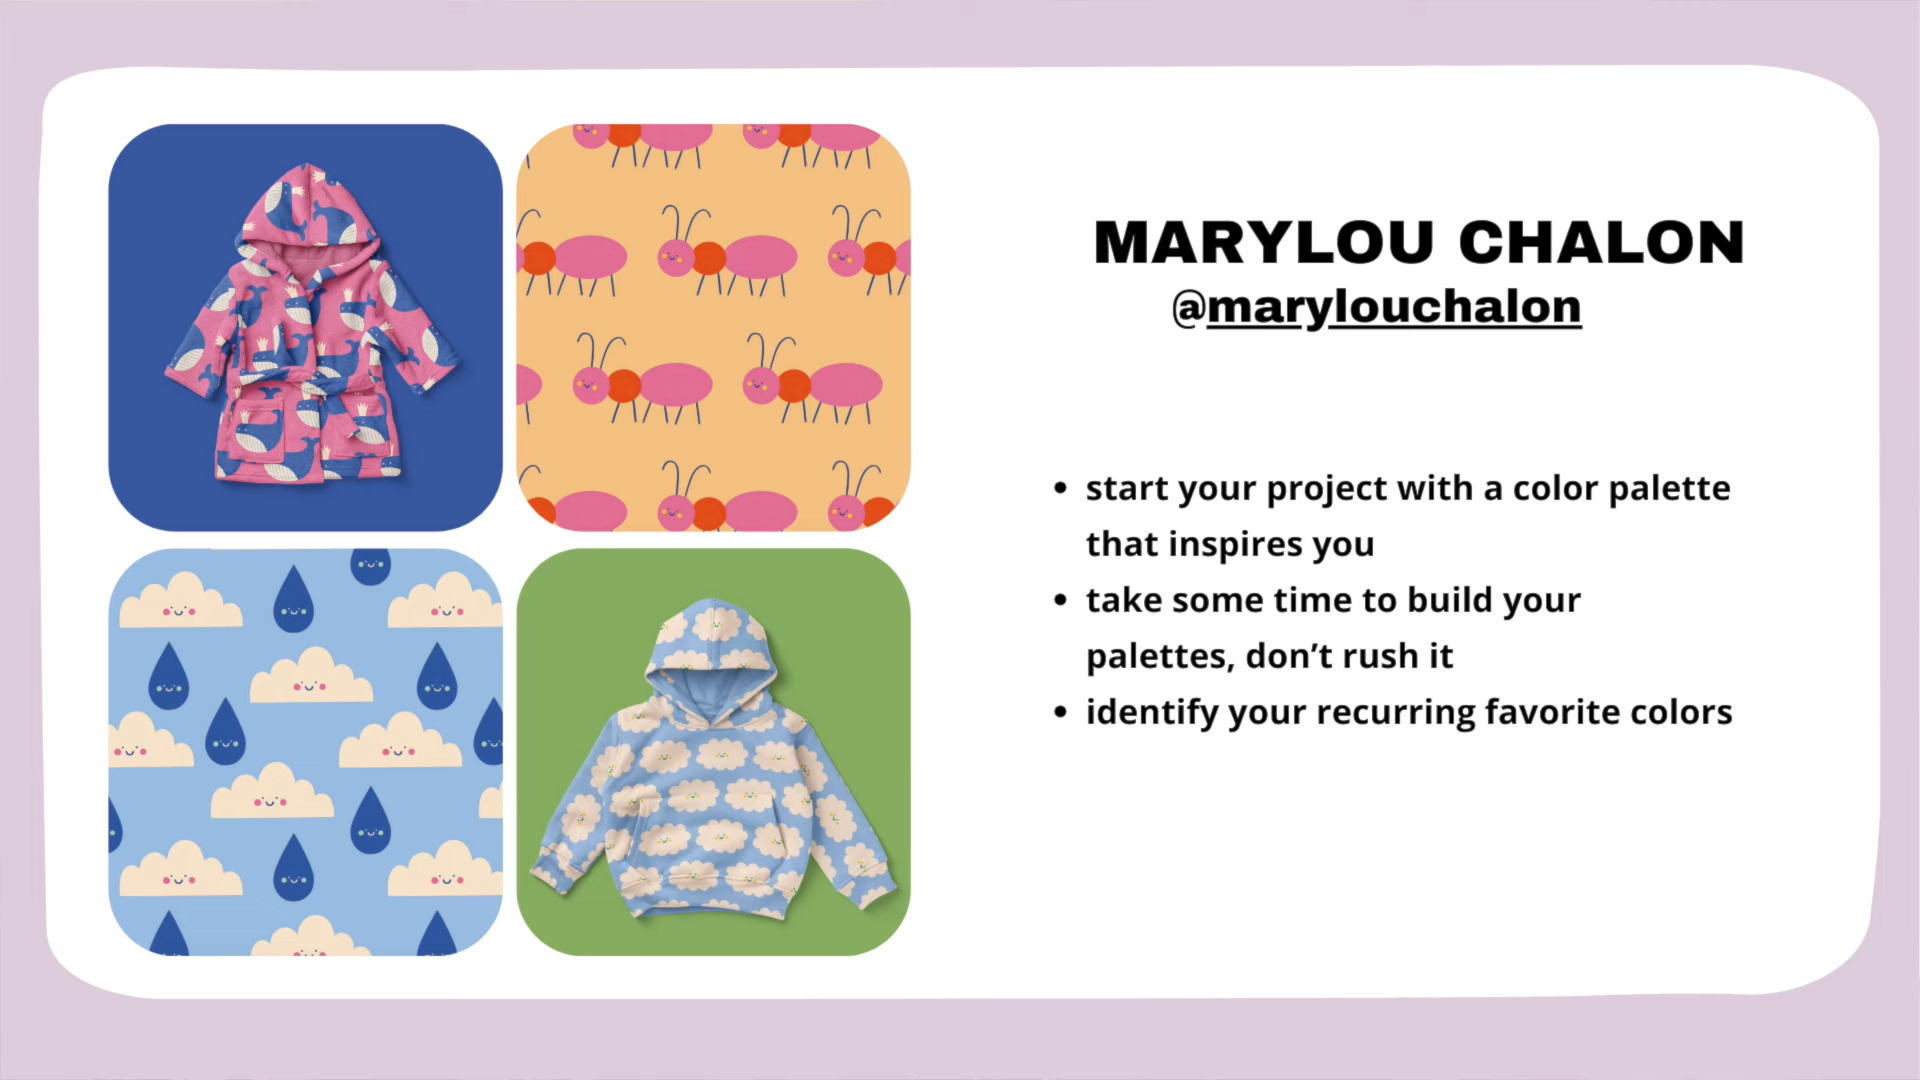 MARYLOU CHALON
@marylouchalon
• start your project with a color palette
that inspires you
• take some time to build your
palettes, don’t rush it
• identify your recurring favorite colors